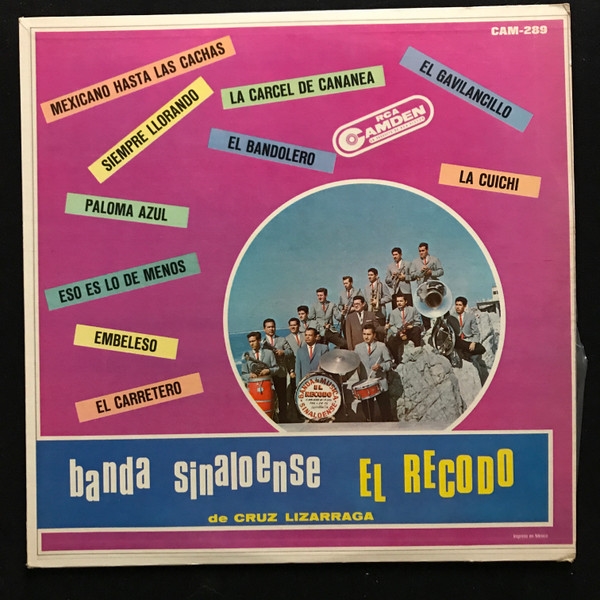 CAM-289
MEXICANO HASTA LAS CACHAS
SIEMPRE LLORANDO
LA CARCEL DE CANANEA
EL GAVILANCILLO
RCA
CAMDEN
EL BANDOLERO
LA CUICHI
PALOMA AZUL
ESO ES LO DE MENOS
EMBELESO
EL CARRETERO
BANDA MUSICA
EL RECODO
SINALOENSE
banda sinaloense EL RECODO
de CRUZ LIZARRAGA